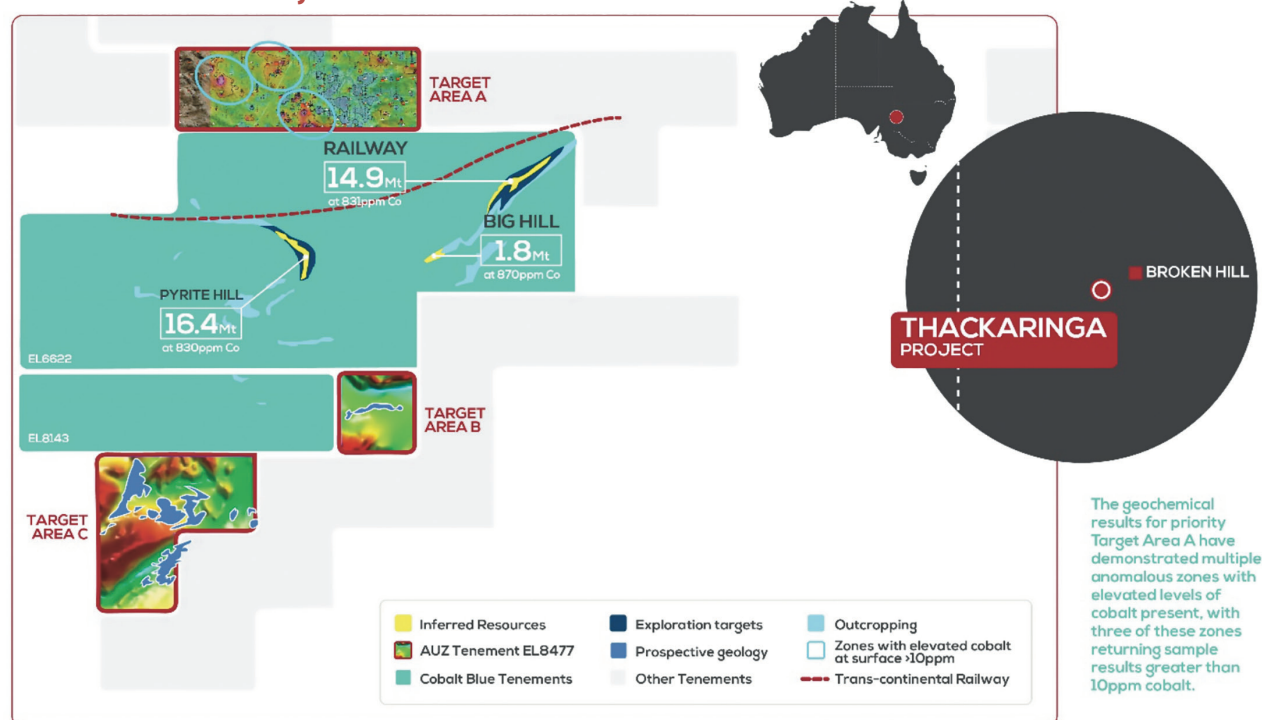 TARGET
AREA A
RAILWAY
14.9Mt
at 831ppm Co
BIG HILL
1.8Mt
at 870ppm Co
PYRITE HILL
16.4Mt
at 830ppm Co
EL6622
EL8143
TARGET
AREA B
TARGET
AREA C
BROKEN HILL
THACKARINGA
PROJECT
The geochemical
results for priority
Target Area A have
demonstrated multiple
anomalous zones with
elevated levels of
cobalt present, with
three of these zones
returning sample
results greater than
10ppm cobalt.
Inferred Resources
AUZ Tenement EL8477
Cobalt Blue Tenements
Exploration targets
Prospective geology
Other Tenements
Outcropping
Zones with elevated cobalt
at surface >10ppm
Trans-continental Railway